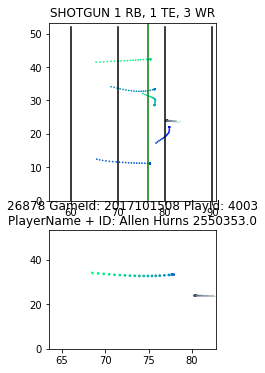 SHOTGUN 1 RB, 1 TE, 3 WR
50
40
30
20
10
0
60 70 80 90
26878 GameId: 2017101508 PlayId: 4003
PlayerName + ID: Allen Hurns 2550353.0
40
20
0
65 70 75 80